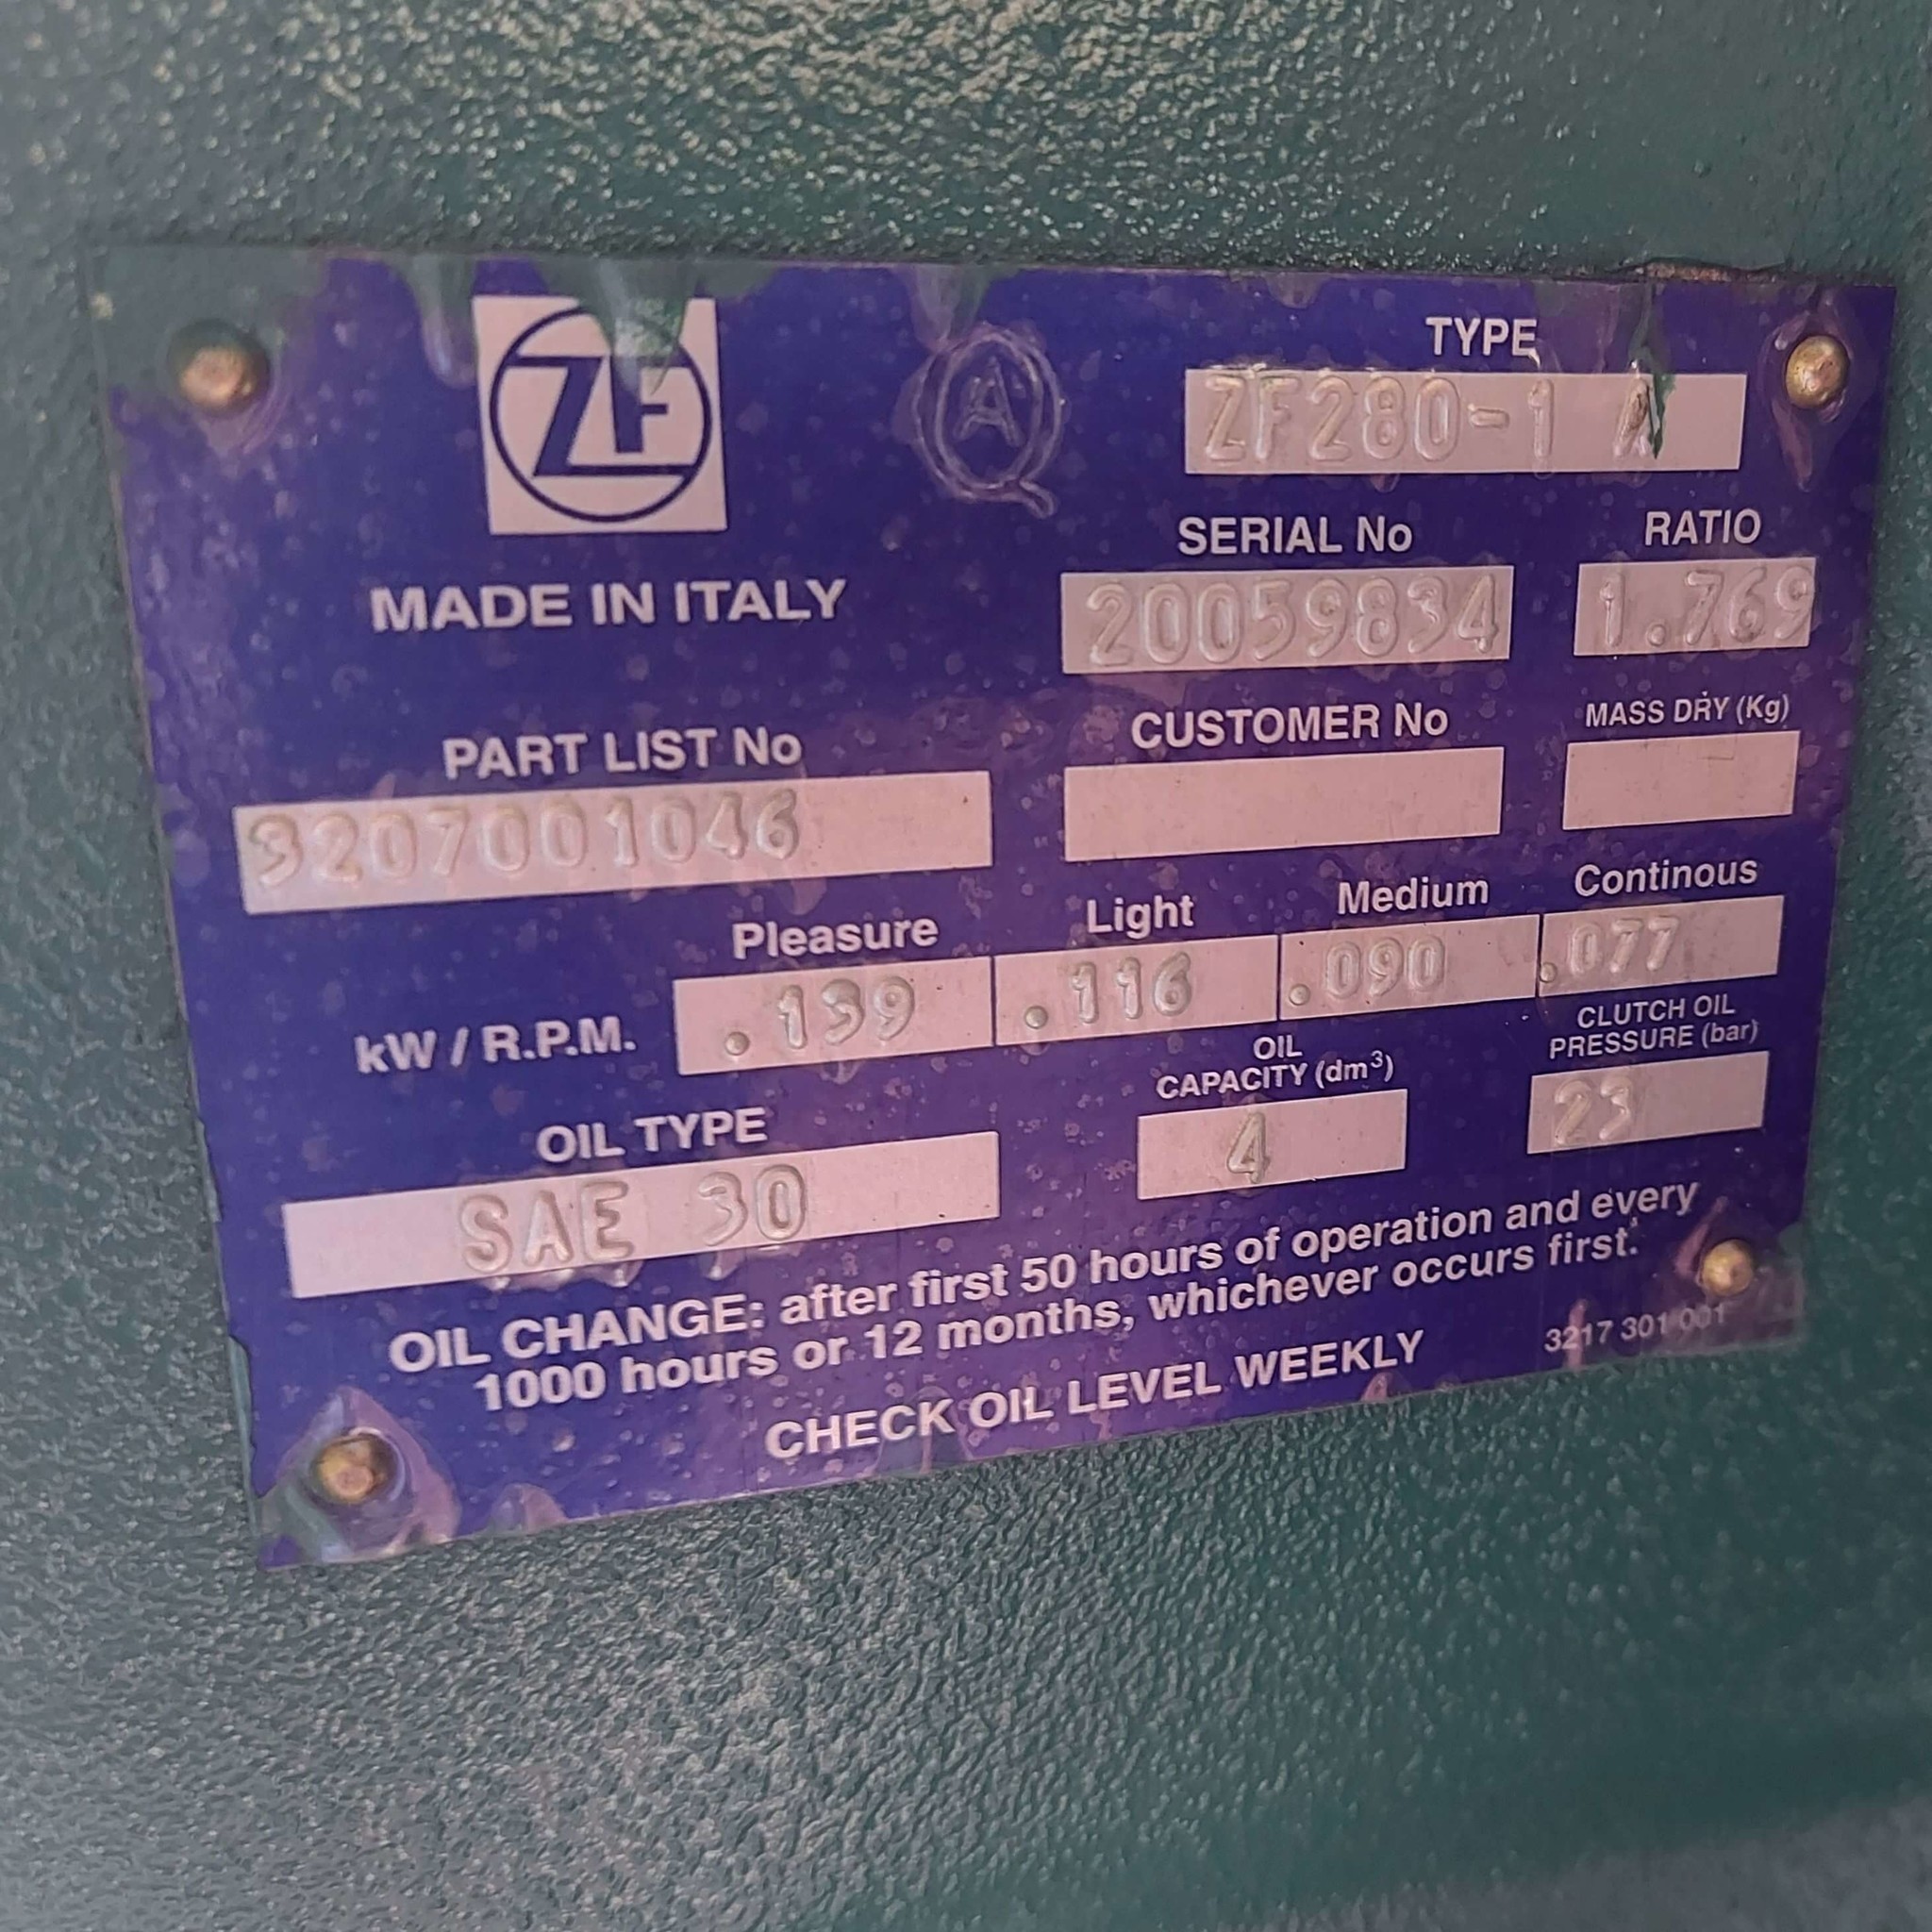 ZF
A
Q
TYPE
ZF280-1 A
MADE IN ITALY
SERIAL No
20059834
RATIO
1.769
PART LIST No
3207001046
CUSTOMER No
MASS DRY (Kg)
kW / R.P.M.
Pleasure
.139
Light
.116
Medium
.090
Continous
.077
OIL TYPE
SAE 30
OIL
CAPACITY (dm³)
4
CLUTCH OIL
PRESSURE (bar)
23
OIL CHANGE: after first 50 hours of operation and every
1000 hours or 12 months, whichever occurs first.
CHECK OIL LEVEL WEEKLY
3217 301 001